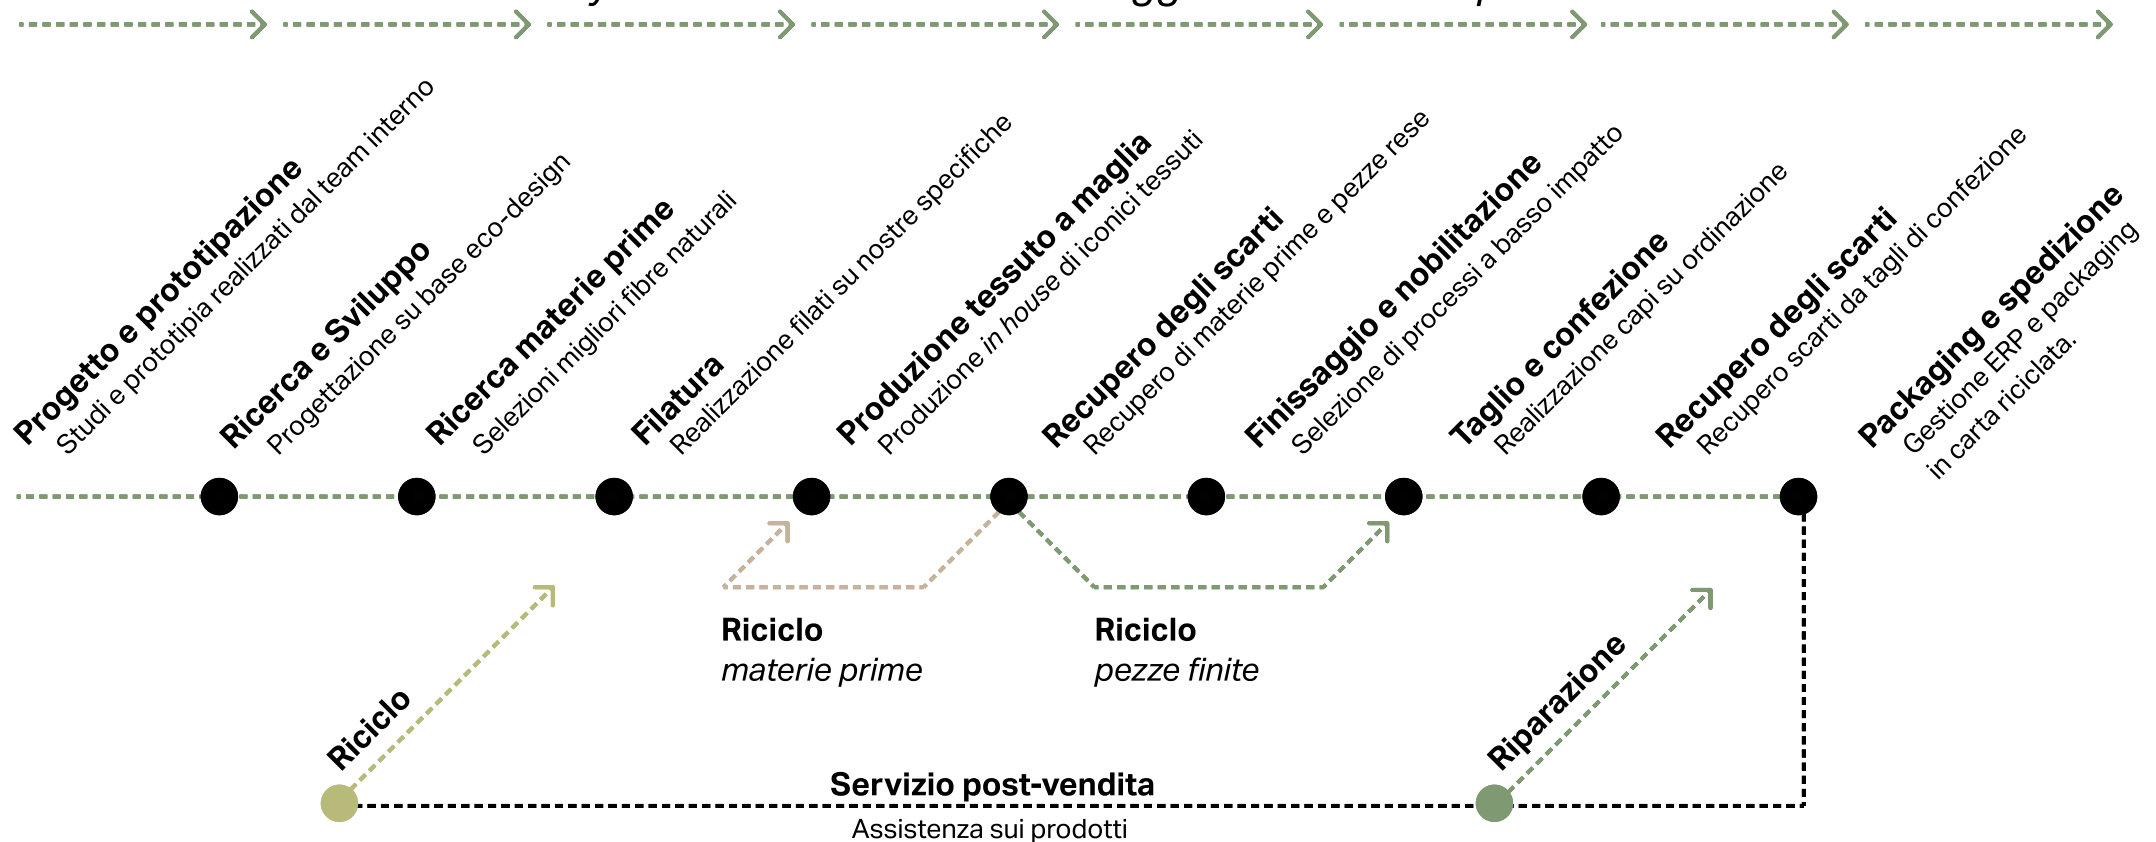 Progetto e prototipazione
Studi e prototipia realizzati dal team interno
Ricerca e Sviluppo
Progettazione su base eco-design
Ricerca materie prime
Selezioni migliori fibre naturali
Filatura
Realizzazione filati su nostre specifiche
Produzione tessuto a maglia
Produzione in house di iconici tessuti
Recupero degli scarti
Recupero di materie prime e pezze rese
Finissaggio e nobilitazione
Selezione di processi a basso impatto
Taglio e confezione
Realizzazione capi su ordinazione
Recupero degli scarti
Recupero scarti da tagli di confezione
Packaging e spedizione
Gestione ERP e packaging
in carta riciclata.
Riciclo
materie prime
Riciclo
pezze finite
Riciclo
Riparazione
Servizio post-vendita
Assistenza sui prodotti